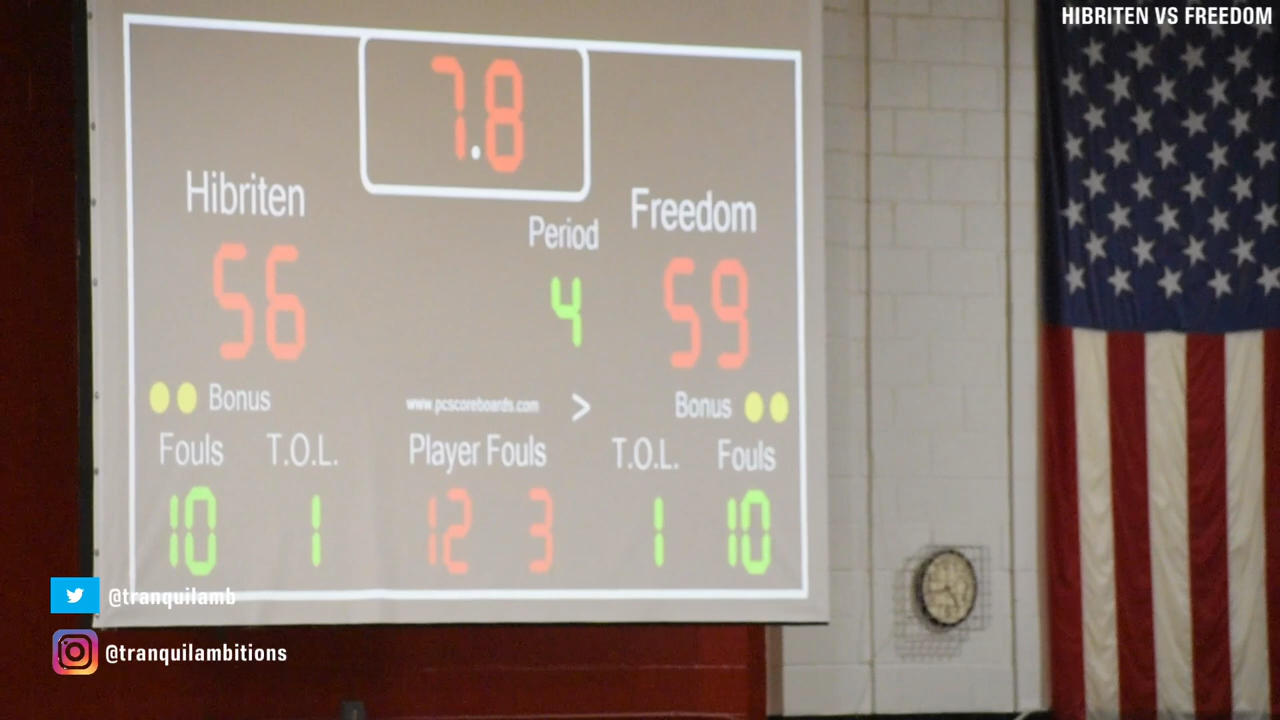 HIBRITEN VS FREEDOM
7.8
Hibriten
Freedom
Period
56
4
59
Bonus
www.pcscoreboards.com
>
Bonus
Fouls
T.O.L.
Player Fouls
T.O.L.
Fouls
10
1
12
3
1
10
@tranquilamb
@tranquilambitions